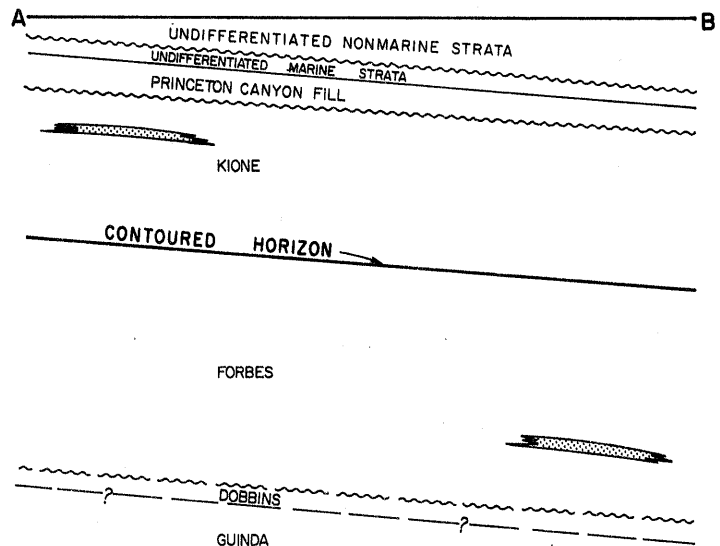 A B
UNDIFFERENTIATED NONMARINE STRATA
UNDIFFERENTIATED MARINE STRATA
PRINCETON CANYON FILL
KIONE
CONTOURED HORIZON
FORBES
DOBBINS
? ?
GUINDA